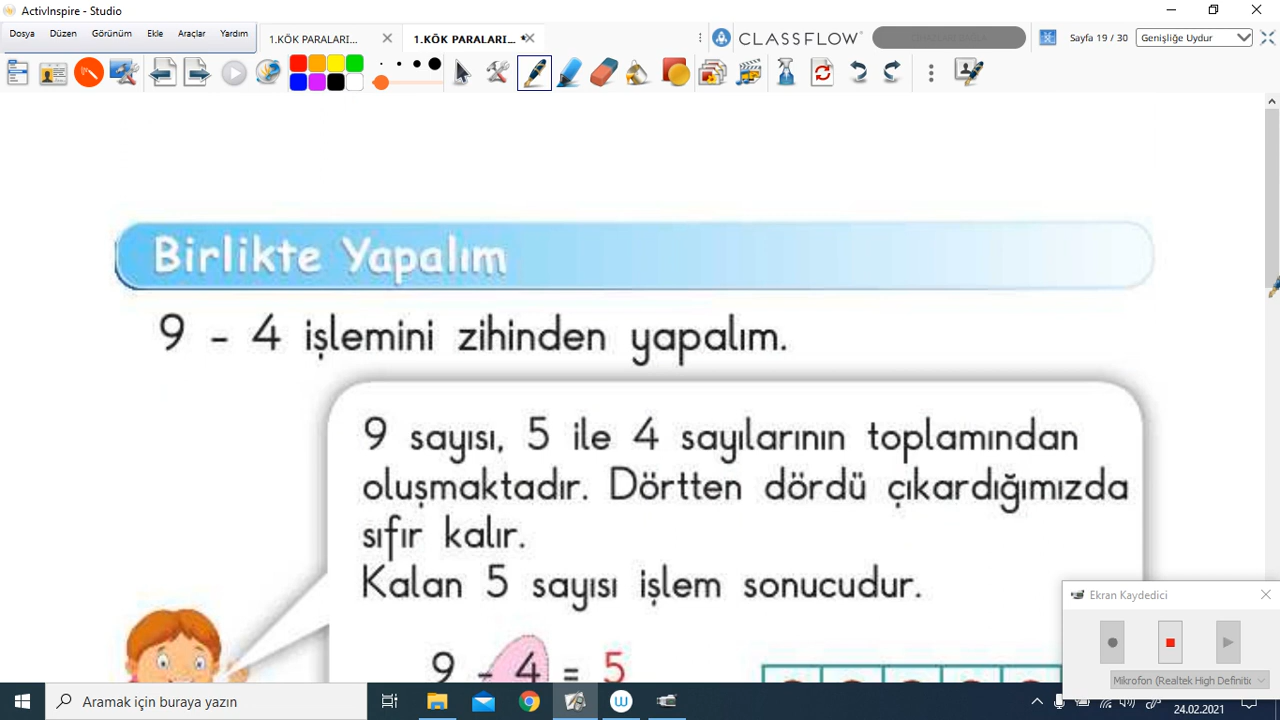 ActivInspire - Studio
Dosya Düzen Görünüm Ekle Araçlar Yardım
1.KÖK PARALARI...
1.KÖK PARALARI... *
CLASSFLOW
Sayfa 19 / 30
Genişliğe Uydur
Birlikte Yapalım
9 - 4 işlemini zihinden yapalım.
9 sayısı, 5 ile 4 sayılarının toplamından
oluşmaktadır. Dörtten dördü çıkardığımızda
sıfır kalır.
Kalan 5 sayısı işlem sonucudur.
9 - 4 = 5
Ekran Kaydedici
Mikrofon (Realtek High Definitic
Aramak için buraya yazın
24.02.2021